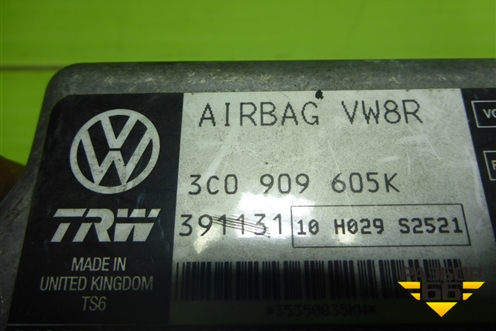 AIRBAG VW8R
3C0 909 605K
391131 10 H029 S2521
TRW
MADE IN
UNITED KINGDOM
TS6